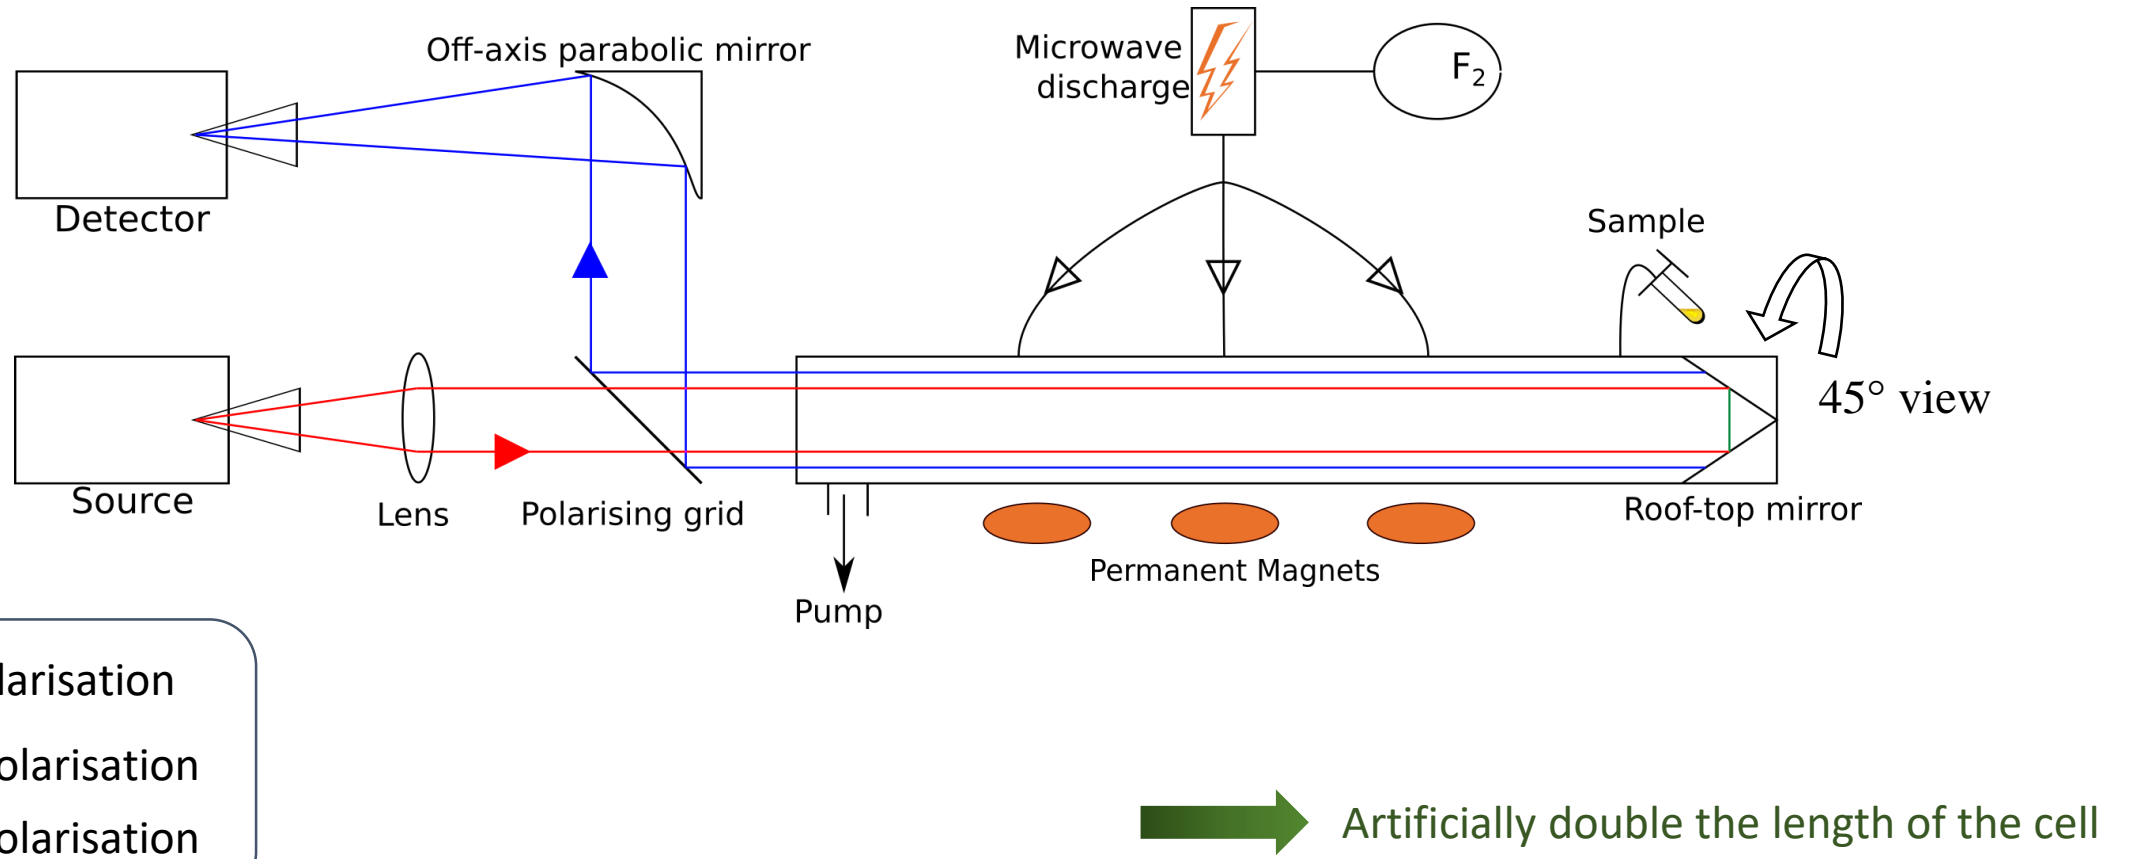 Off-axis parabolic mirror
Microwave
discharge
F₂
Detector
Sample
45° view
Source
Lens
Polarising grid
Roof-top mirror
Permanent Magnets
Pump
larisation
olarisation
olarisation
Artificially double the length of the cell